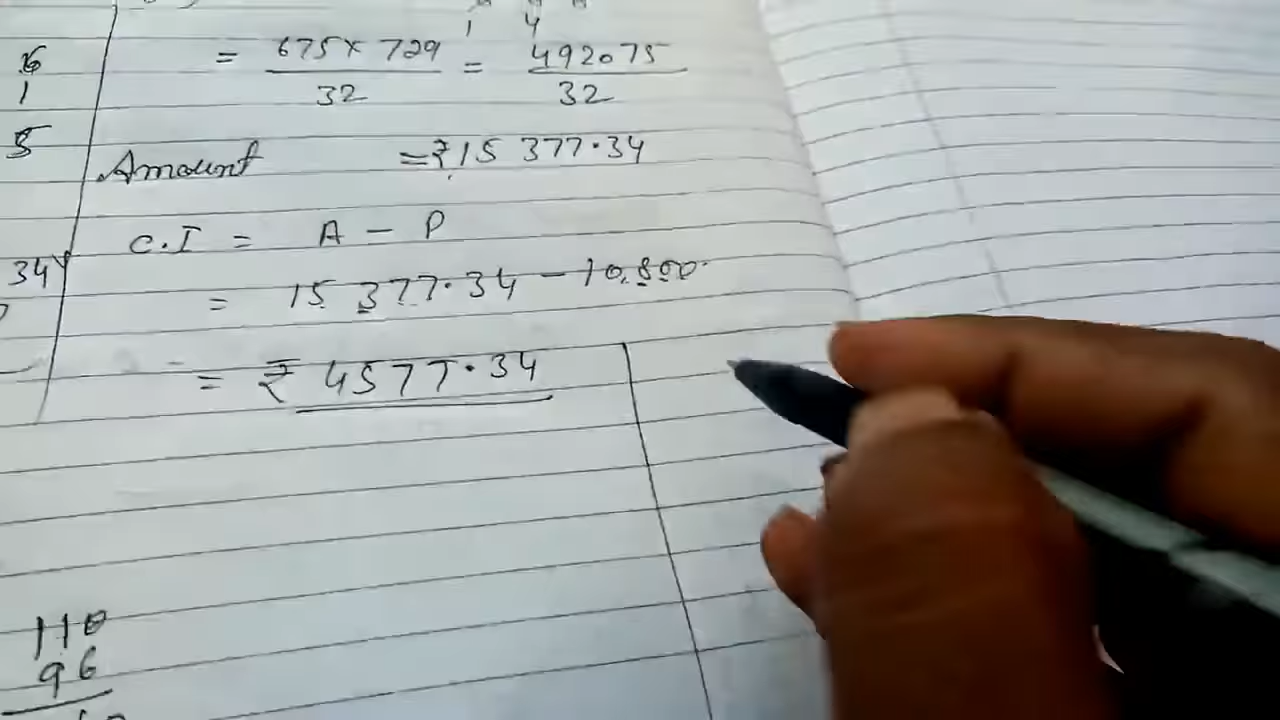 1 4
6
= 675 × 729 / 32 = 492075 / 32
1
5
Amount = ₹15 377.34
C.I = A - P
34
= 15 377.34 - 10,800
= ₹ 4577.34
110
96